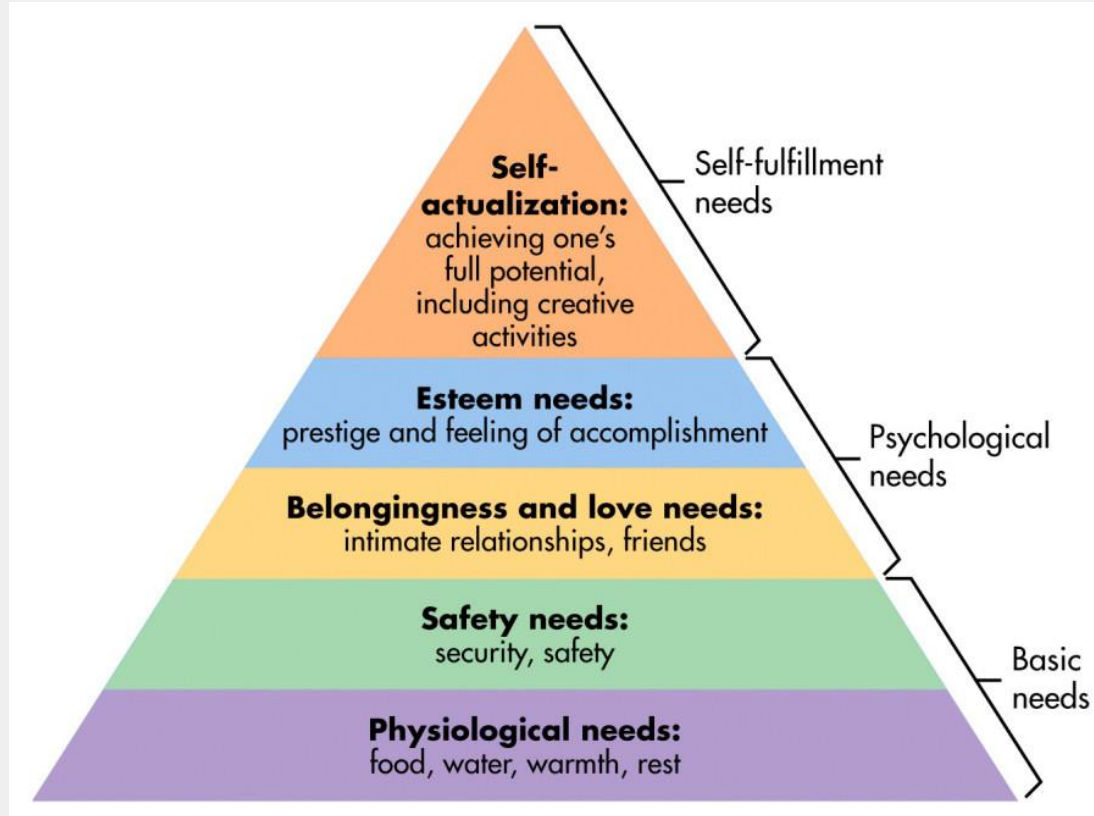 Self-
actualization:
achieving one's
full potential,
including creative
activities
Self-fulfillment
needs
Esteem needs:
prestige and feeling of accomplishment
Psychological
needs
Belongingness and love needs:
intimate relationships, friends
Safety needs:
security, safety
Basic
needs
Physiological needs:
food, water, warmth, rest